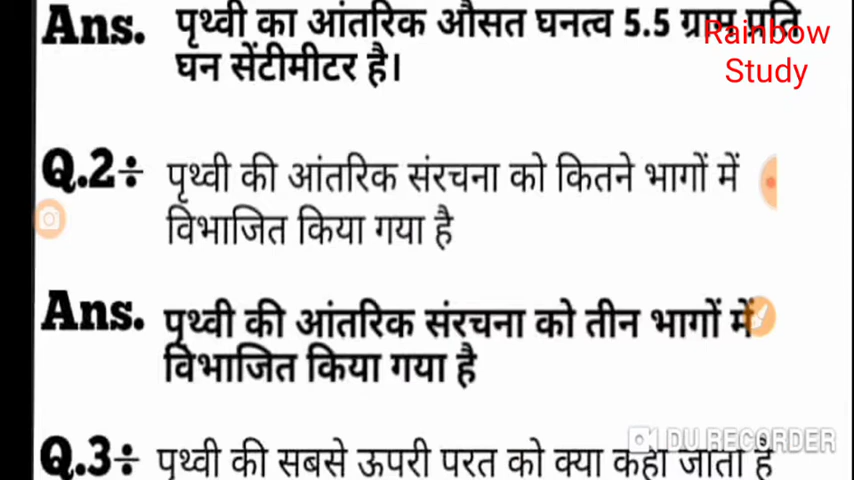 Ans. पृथ्वी का आंतरिक औसत घनत्व 5.5 ग्राम प्रति
घन सेंटीमीटर है।
Rainbow
Study
Q.2÷ पृथ्वी की आंतरिक संरचना को कितने भागों में
विभाजित किया गया है
Ans. पृथ्वी की आंतरिक संरचना को तीन भागों में
विभाजित किया गया है
DU RECORDER
Q.3÷ पृथ्वी की सबसे ऊपरी परत को क्या कहा जाता है